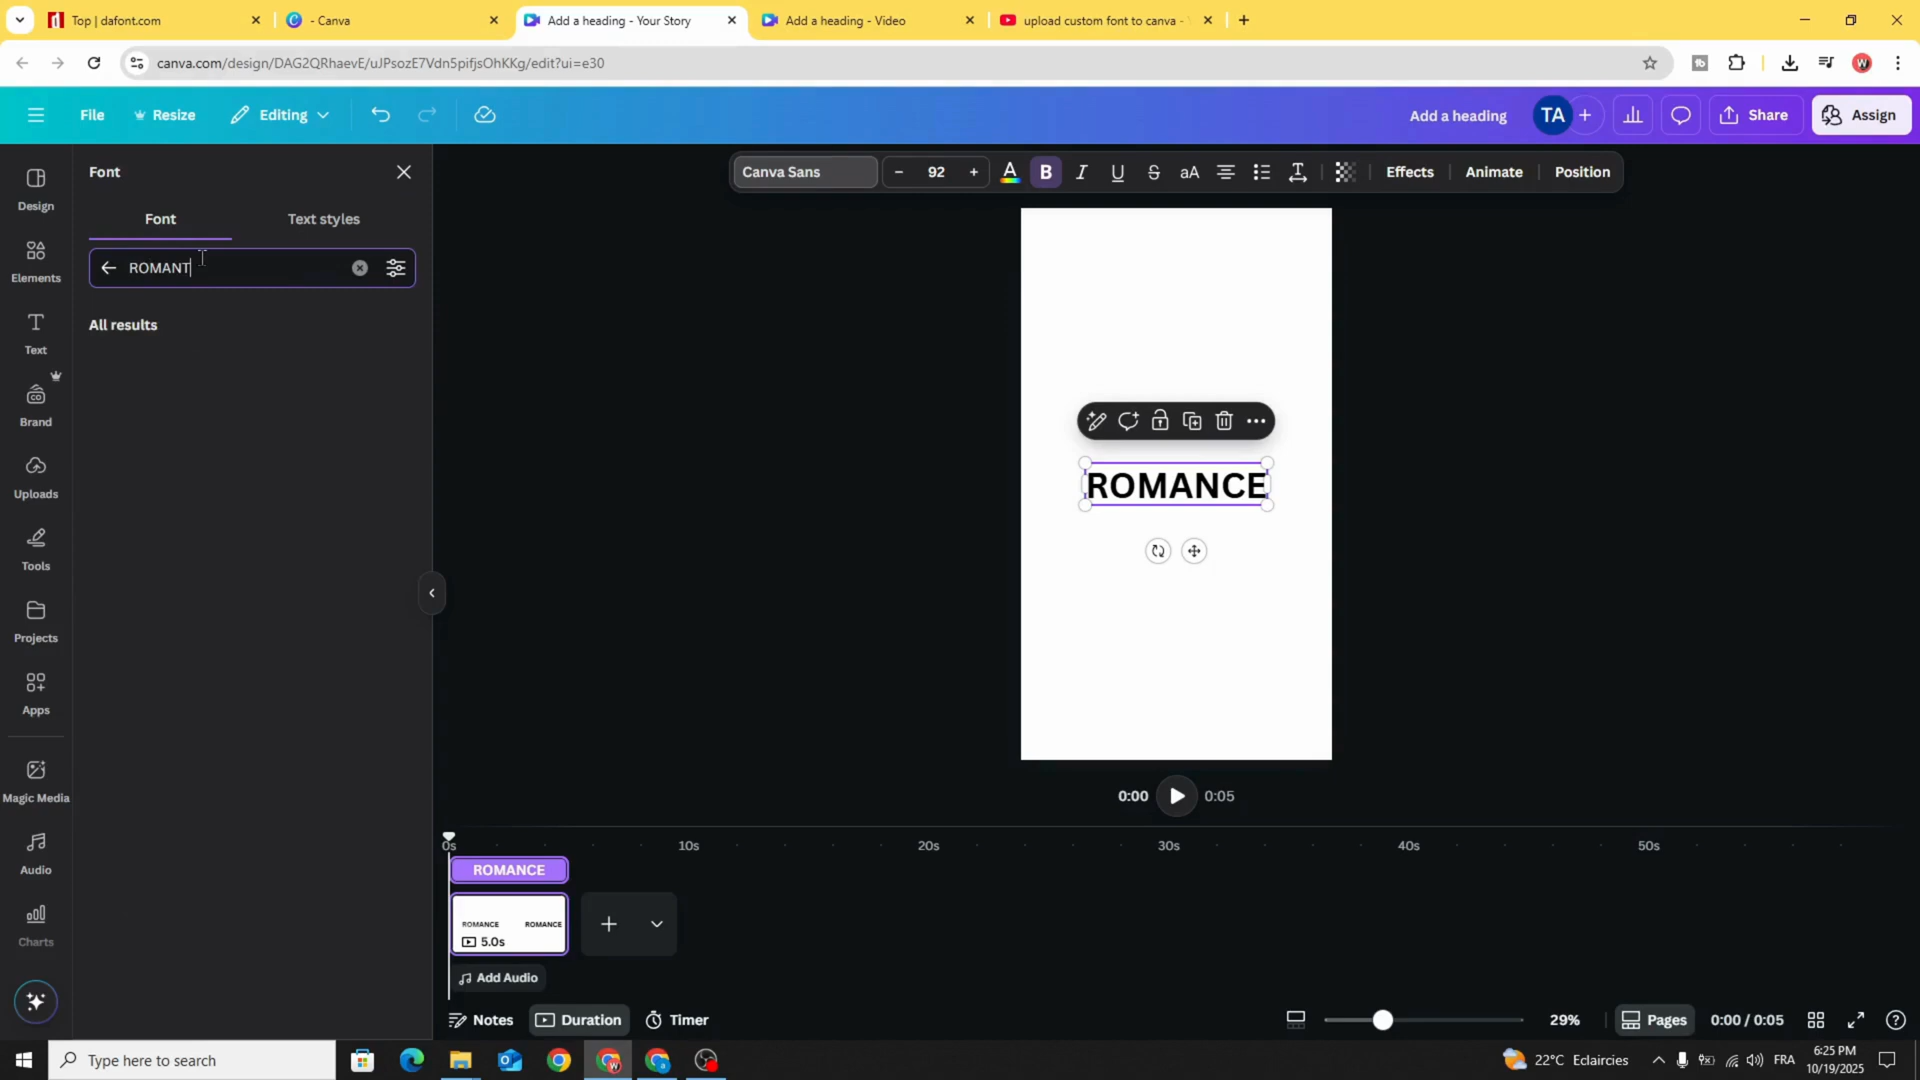 Top | dafont.com
- Canva
Add a heading - Your Story
Add a heading - Video
upload custom font to canva -
canva.com/design/DAG2QRhaevE/uJPsozE7Vdn5pifjsOhKKg/edit?ui=e30
File
Resize
Editing
Add a heading
TA
Share
Assign
Font
Canva Sans
92
B
I
U
S
aA
Effects
Animate
Position
Font
Text styles
ROMANT
All results
Design
Elements
Text
Brand
Uploads
Tools
Projects
Apps
Magic Media
Audio
Charts
ROMANCE
0:00
0:05
0s
10s
20s
30s
40s
50s
ROMANCE
ROMANCE
ROMANCE
5.0s
Add Audio
Notes
Duration
Timer
29%
Pages
0:00 / 0:05
Type here to search
22°C Eclaircies
FRA
6:25 PM
10/19/2025